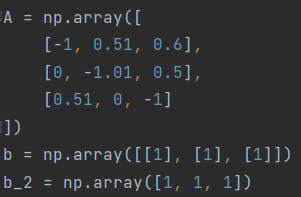 A = np.array([
[-1, 0.51, 0.6],
[0, -1.01, 0.5],
[0.51, 0, -1]
])
b = np.array([[1], [1], [1]])
b_2 = np.array([1, 1, 1])